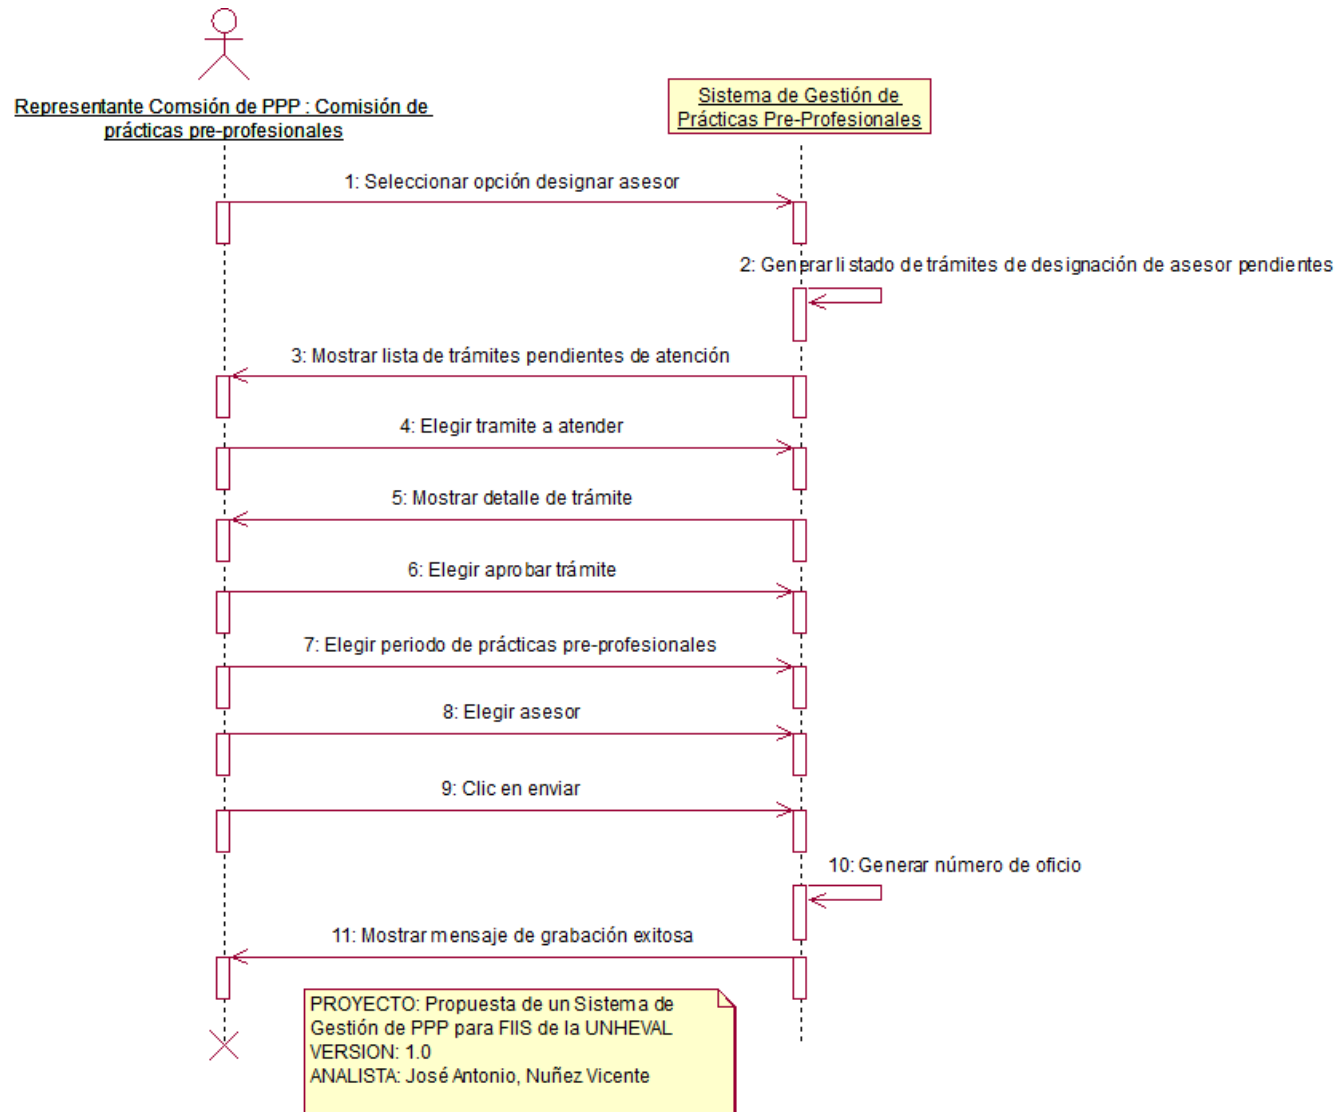 Representante Comsión de PPP : Comisión de
prácticas pre-profesionales
Sistema de Gestión de
Prácticas Pre-Profesionales
1: Seleccionar opción designar asesor
2: Generar listado de trámites de designación de asesor pendientes
3: Mostrar lista de trámites pendientes de atención
4: Elegir tramite a atender
5: Mostrar detalle de trámite
6: Elegir aprobar trámite
7: Elegir periodo de prácticas pre-profesionales
8: Elegir asesor
9: Clic en enviar
10: Generar número de oficio
11: Mostrar mensaje de grabación exitosa
PROYECTO: Propuesta de un Sistema de
Gestión de PPP para FIIS de la UNHEVAL
VERSION: 1.0
ANALISTA: José Antonio, Nuñez Vicente